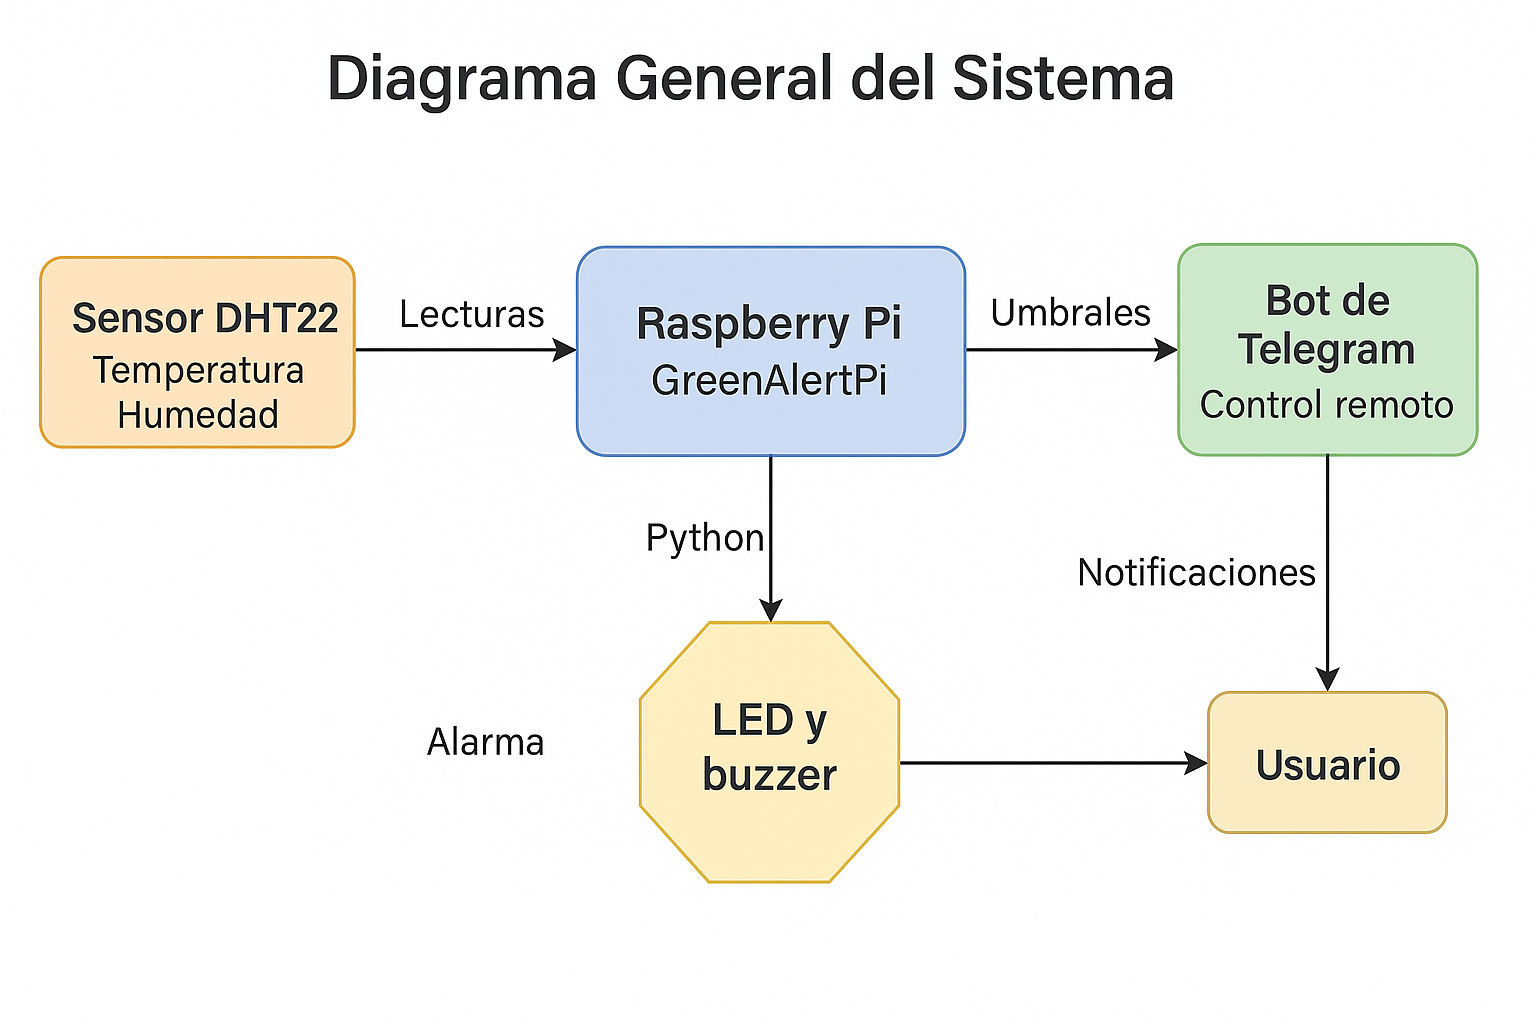 Diagrama General del Sistema
Sensor DHT22
Temperatura
Humedad
Lecturas
Raspberry Pi
GreenAlertPi
Umbrales
Bot de
Telegram
Control remoto
Python
Notificaciones
Alarma
LED y
buzzer
Usuario